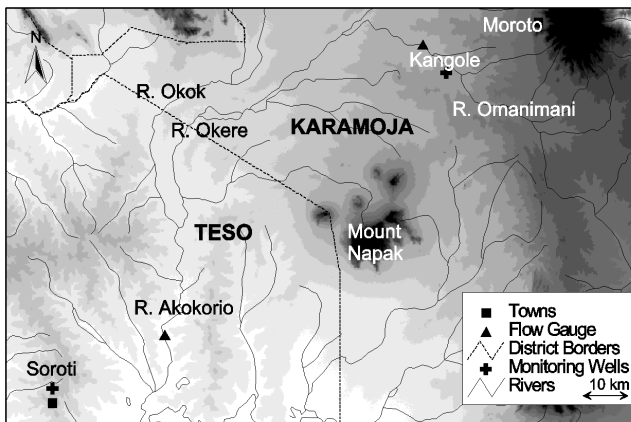 N
Moroto
Kangole
R. Okok
R. Omanimani
R. Okere
KARAMOJA
TESO
Mount
Napak
R. Akokorio
Soroti
Towns
Flow Gauge
District Borders
Monitoring Wells
Rivers
10 km